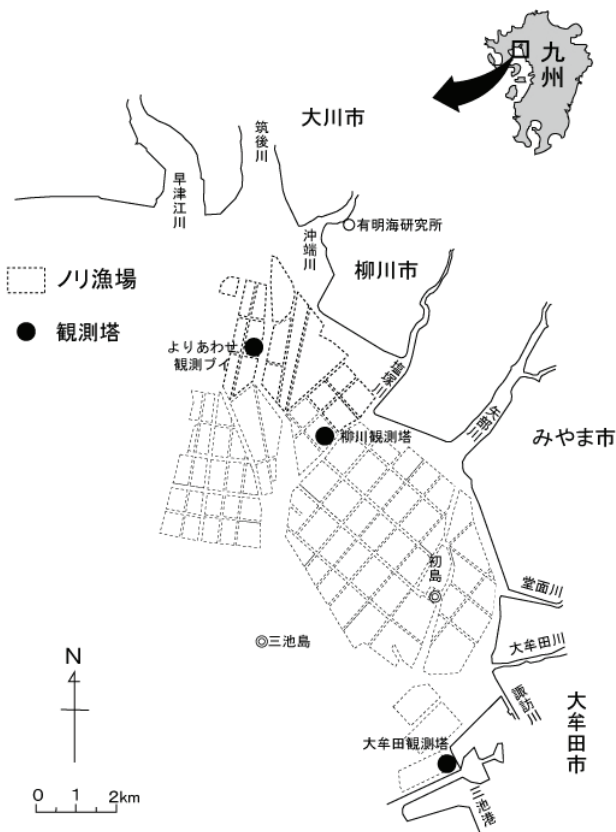 九州
大川市
筑後川
早津江川
沖端川
有明海研究所
柳川市
ノリ漁場
観測塔
よりあわせ
観測ブイ
塩塚川
柳川観測塔
矢部川
みやま市
初島
堂面川
三池島
大牟田川
N
諏訪川
大牟田市
大牟田観測塔
三池港
0 1 2km